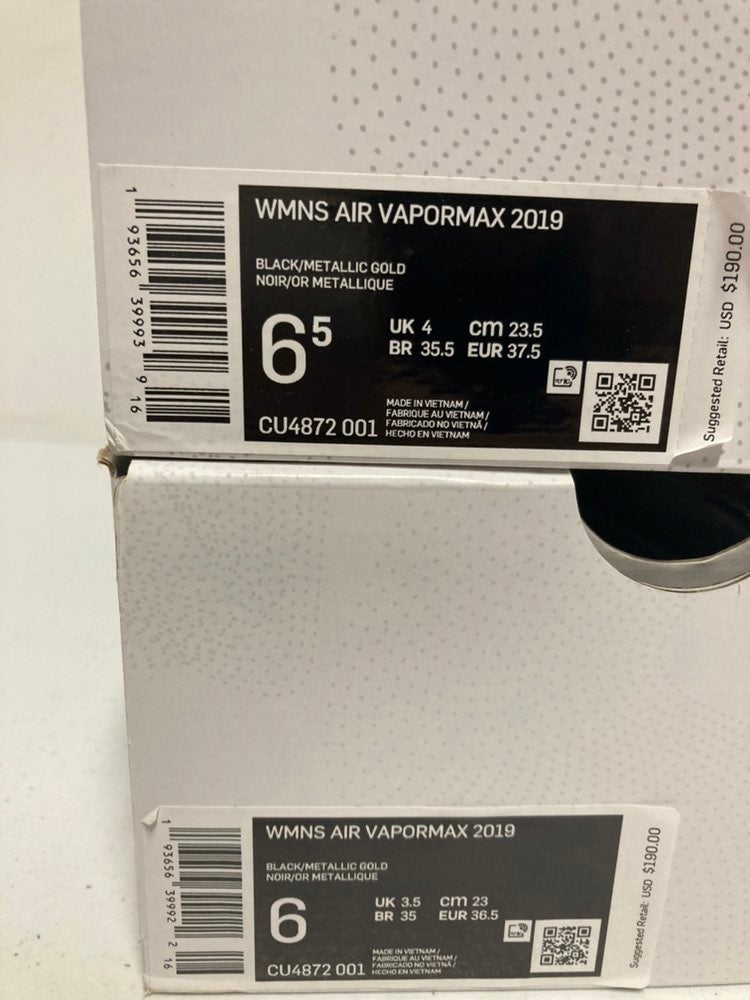 WMNS AIR VAPORMAX 2019
BLACK/METALLIC GOLD
NOIR/OR METALLIQUE
6⁵
UK 4 cm 23.5
BR 35.5 EUR 37.5
CU4872 001
MADE IN VIETNAM /
FABRIQUE AU VIETNAM /
FABRICADO NO VIETNÃ /
HECHO EN VIETNAM
1 93656 39993 9 16
Suggested Retail: USD $190.00
WMNS AIR VAPORMAX 2019
BLACK/METALLIC GOLD
NOIR/OR METALLIQUE
6
UK 3.5 cm 23
BR 35 EUR 36.5
CU4872 001
MADE IN VIETNAM /
FABRIQUE AU VIETNAM /
FABRICADO NO VIETNÃ /
HECHO EN VIETNAM
1 93656 39992 2 16
Suggested Retail: USD $190.00